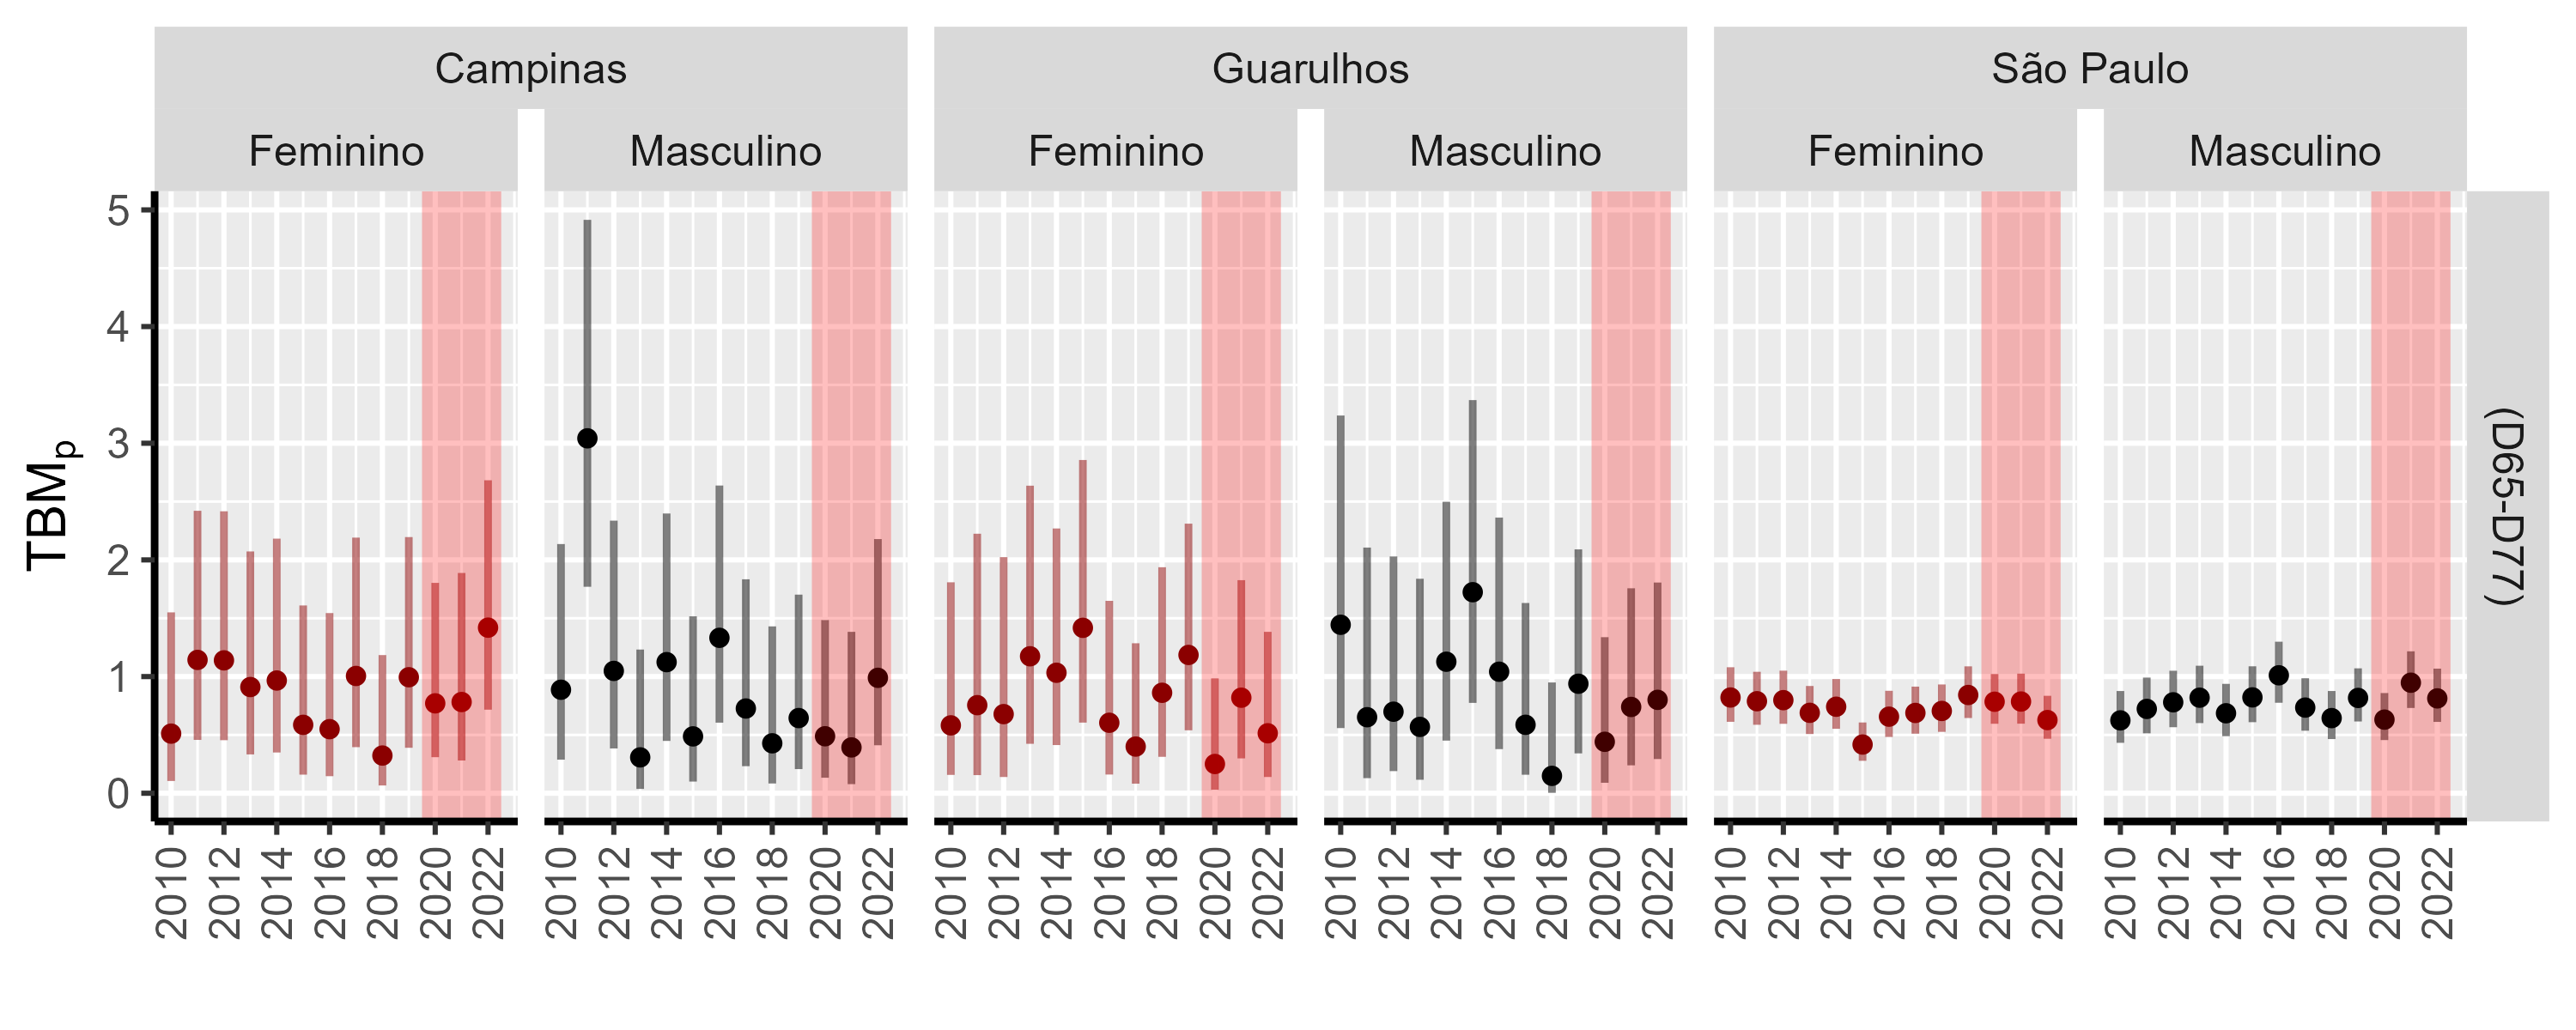 Campinas Guarulhos São Paulo
Feminino Masculino Feminino Masculino Feminino Masculino
TBMp
5
4
3
2
1
0
(D65-D77)
2010 2012 2014 2016 2018 2020 2022 2010 2012 2014 2016 2018 2020 2022 2010 2012 2014 2016 2018 2020 2022 2010 2012 2014 2016 2018 2020 2022 2010 2012 2014 2016 2018 2020 2022 2010 2012 2014 2016 2018 2020 2022